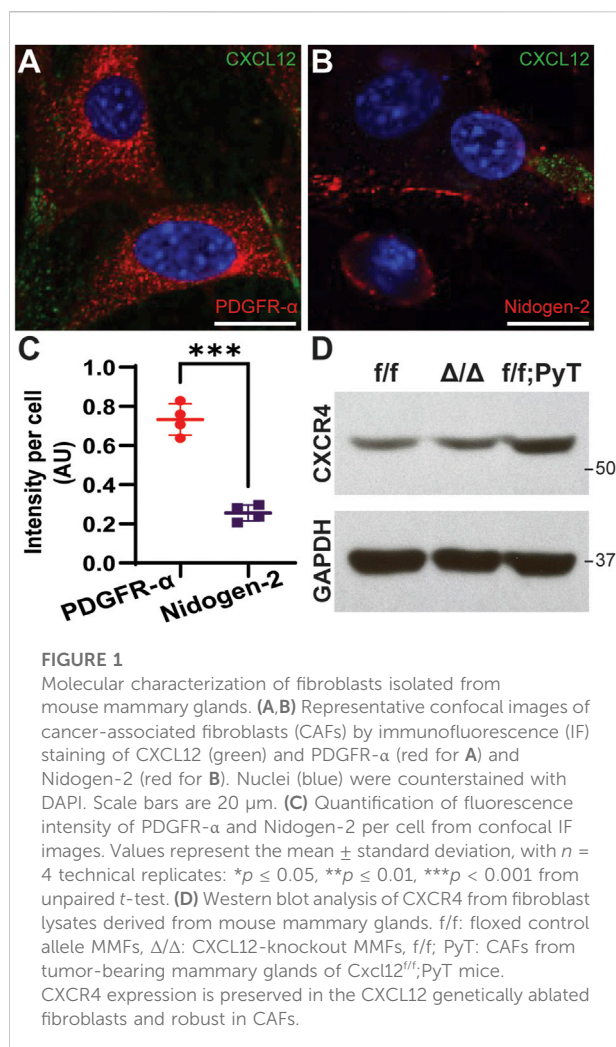 A
CXCL12
PDGFR-α
B
CXCL12
Nidogen-2
C
***
Intensity per cell
(AU)
1.0
0.8
0.6
0.4
0.2
0.0
PDGFR-α
Nidogen-2
D
f/f Δ/Δ f/f;PyT
CXCR4
-50
GAPDH
-37
FIGURE 1
Molecular characterization of fibroblasts isolated from
mouse mammary glands. (A,B) Representative confocal images of
cancer-associated fibroblasts (CAFs) by immunofluorescence (IF)
staining of CXCL12 (green) and PDGFR-α (red for A) and
Nidogen-2 (red for B). Nuclei (blue) were counterstained with
DAPI. Scale bars are 20 µm. (C) Quantification of fluorescence
intensity of PDGFR-α and Nidogen-2 per cell from confocal IF
images. Values represent the mean ± standard deviation, with n =
4 technical replicates: *p ≤ 0.05, **p ≤ 0.01, ***p < 0.001 from
unpaired t-test. (D) Western blot analysis of CXCR4 from fibroblast
lysates derived from mouse mammary glands. f/f: floxed control
allele MMFs, Δ/Δ: CXCL12-knockout MMFs, f/f; PyT: CAFs from
tumor-bearing mammary glands of Cxcl12f/f;PyT mice.
CXCR4 expression is preserved in the CXCL12 genetically ablated
fibroblasts and robust in CAFs.